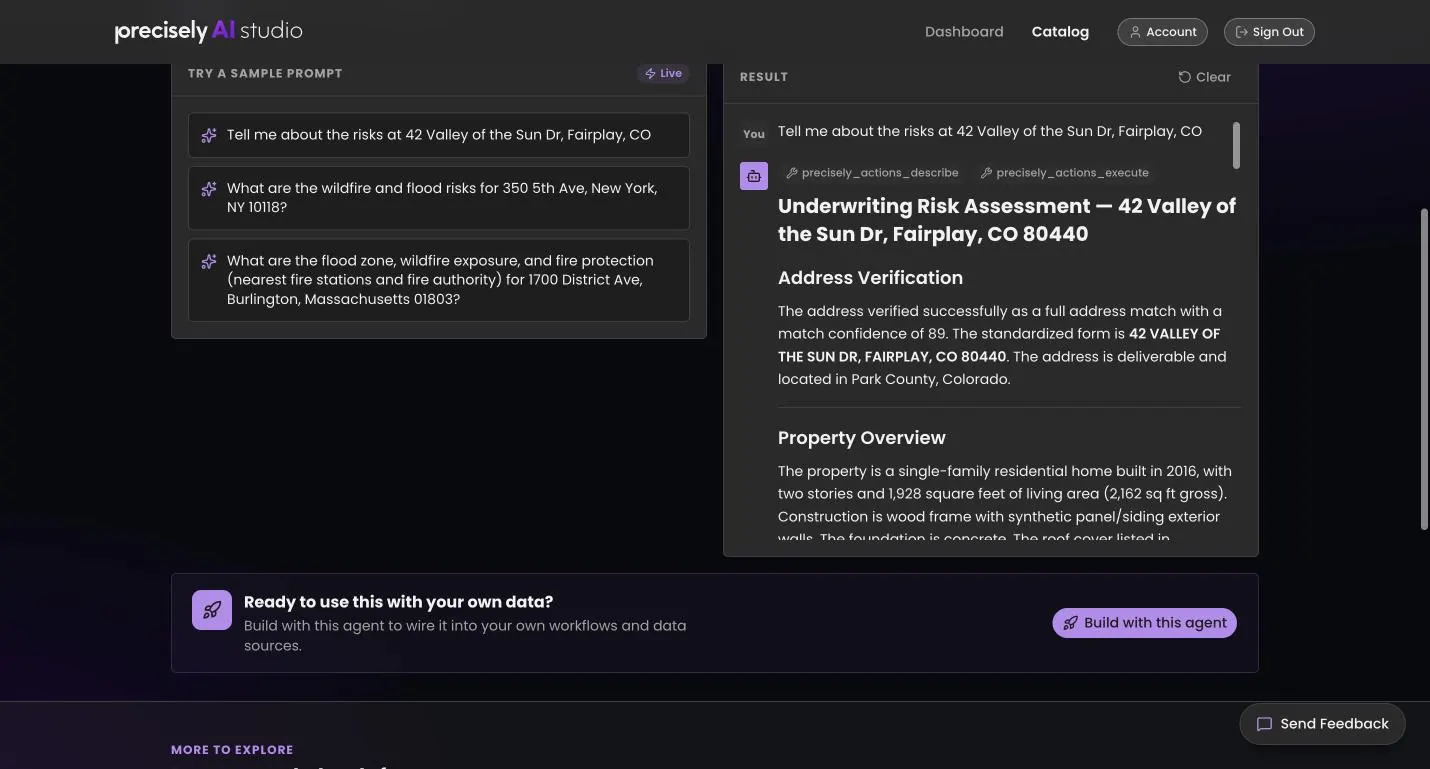 precisely AI studio
Dashboard
Catalog
Account
Sign Out
TRY A SAMPLE PROMPT
Live
Tell me about the risks at 42 Valley of the Sun Dr, Fairplay, CO
What are the wildfire and flood risks for 350 5th Ave, New York,
NY 10118?
What are the flood zone, wildfire exposure, and fire protection
(nearest fire stations and fire authority) for 1700 District Ave,
Burlington, Massachusetts 01803?
RESULT
Clear
You
Tell me about the risks at 42 Valley of the Sun Dr, Fairplay, CO
precisely_actions_describe
precisely_actions_execute
Underwriting Risk Assessment — 42 Valley of
the Sun Dr, Fairplay, CO 80440
Address Verification
The address verified successfully as a full address match with a
match confidence of 89. The standardized form is 42 VALLEY OF
THE SUN DR, FAIRPLAY, CO 80440. The address is deliverable and
located in Park County, Colorado.
Property Overview
The property is a single-family residential home built in 2016, with
two stories and 1,928 square feet of living area (2,162 sq ft gross).
Construction is wood frame with synthetic panel/siding exterior
walls. The foundation is concrete. The roof cover listed in
Ready to use this with your own data?
Build with this agent to wire it into your own workflows and data
sources.
Build with this agent
Send Feedback
MORE TO EXPLORE